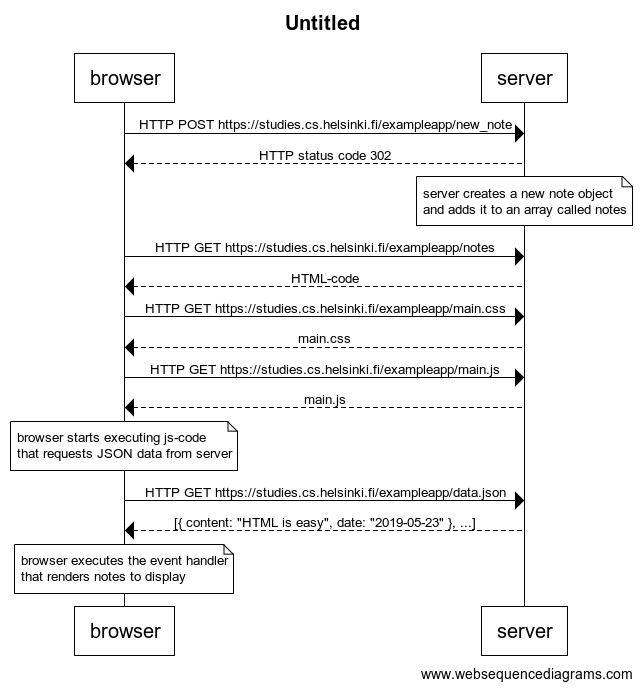 Untitled
browser
server
HTTP POST https://studies.cs.helsinki.fi/exampleapp/new_note
HTTP status code 302
server creates a new note object
and adds it to an array called notes
HTTP GET https://studies.cs.helsinki.fi/exampleapp/notes
HTML-code
HTTP GET https://studies.cs.helsinki.fi/exampleapp/main.css
main.css
HTTP GET https://studies.cs.helsinki.fi/exampleapp/main.js
main.js
browser starts executing js-code
that requests JSON data from server
HTTP GET https://studies.cs.helsinki.fi/exampleapp/data.json
[{ content: "HTML is easy", date: "2019-05-23" }, ...]
browser executes the event handler
that renders notes to display
browser
server
www.websequencediagrams.com